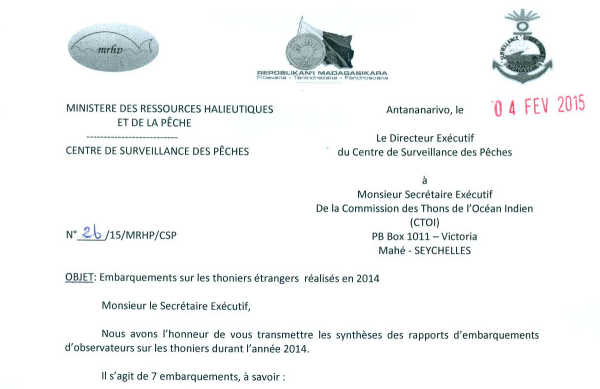 mrhp
REPOBLIKAN'I MADAGASIKARA
Fitiavana - Tanindrazana - Fandrosoana
MINISTERE DES RESSOURCES HALIEUTIQUES
ET DE LA PÊCHE
-------------------------
CENTRE DE SURVEILLANCE DES PÊCHES
Antananarivo, le 04 FEV 2015
Le Directeur Exécutif
du Centre de Surveillance des Pêches
à
Monsieur Secrétaire Exécutif
De la Commission des Thons de l'Océan Indien
(CTOI)
PB Box 1011 – Victoria
Mahé - SEYCHELLES
N° 26 /15/MRHP/CSP
OBJET: Embarquements sur les thoniers étrangers réalisés en 2014
Monsieur le Secrétaire Exécutif,
Nous avons l'honneur de vous transmettre les synthèses des rapports d'embarquements
d'observateurs sur les thoniers durant l'année 2014.
Il s'agit de 7 embarquements, à savoir :